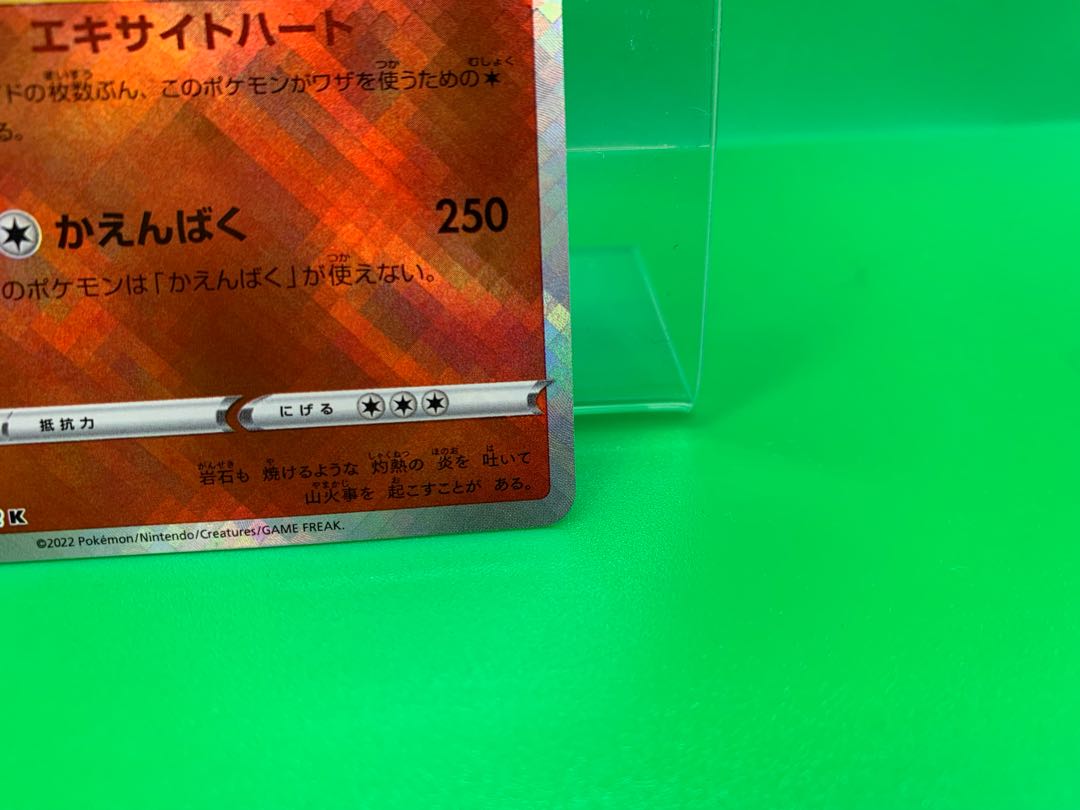 エキサイトハート
ドの枚数ぶん、このポケモンがワザを使うための
る。
かえんばく 250
のポケモンは「かえんばく」が使えない。
抵抗力 にげる
岩石も 焼けるような 灼熱の 炎を 吐いて
山火事を 起こすことが ある。
K
©2022 Pokémon/Nintendo/Creatures/GAME FREAK.